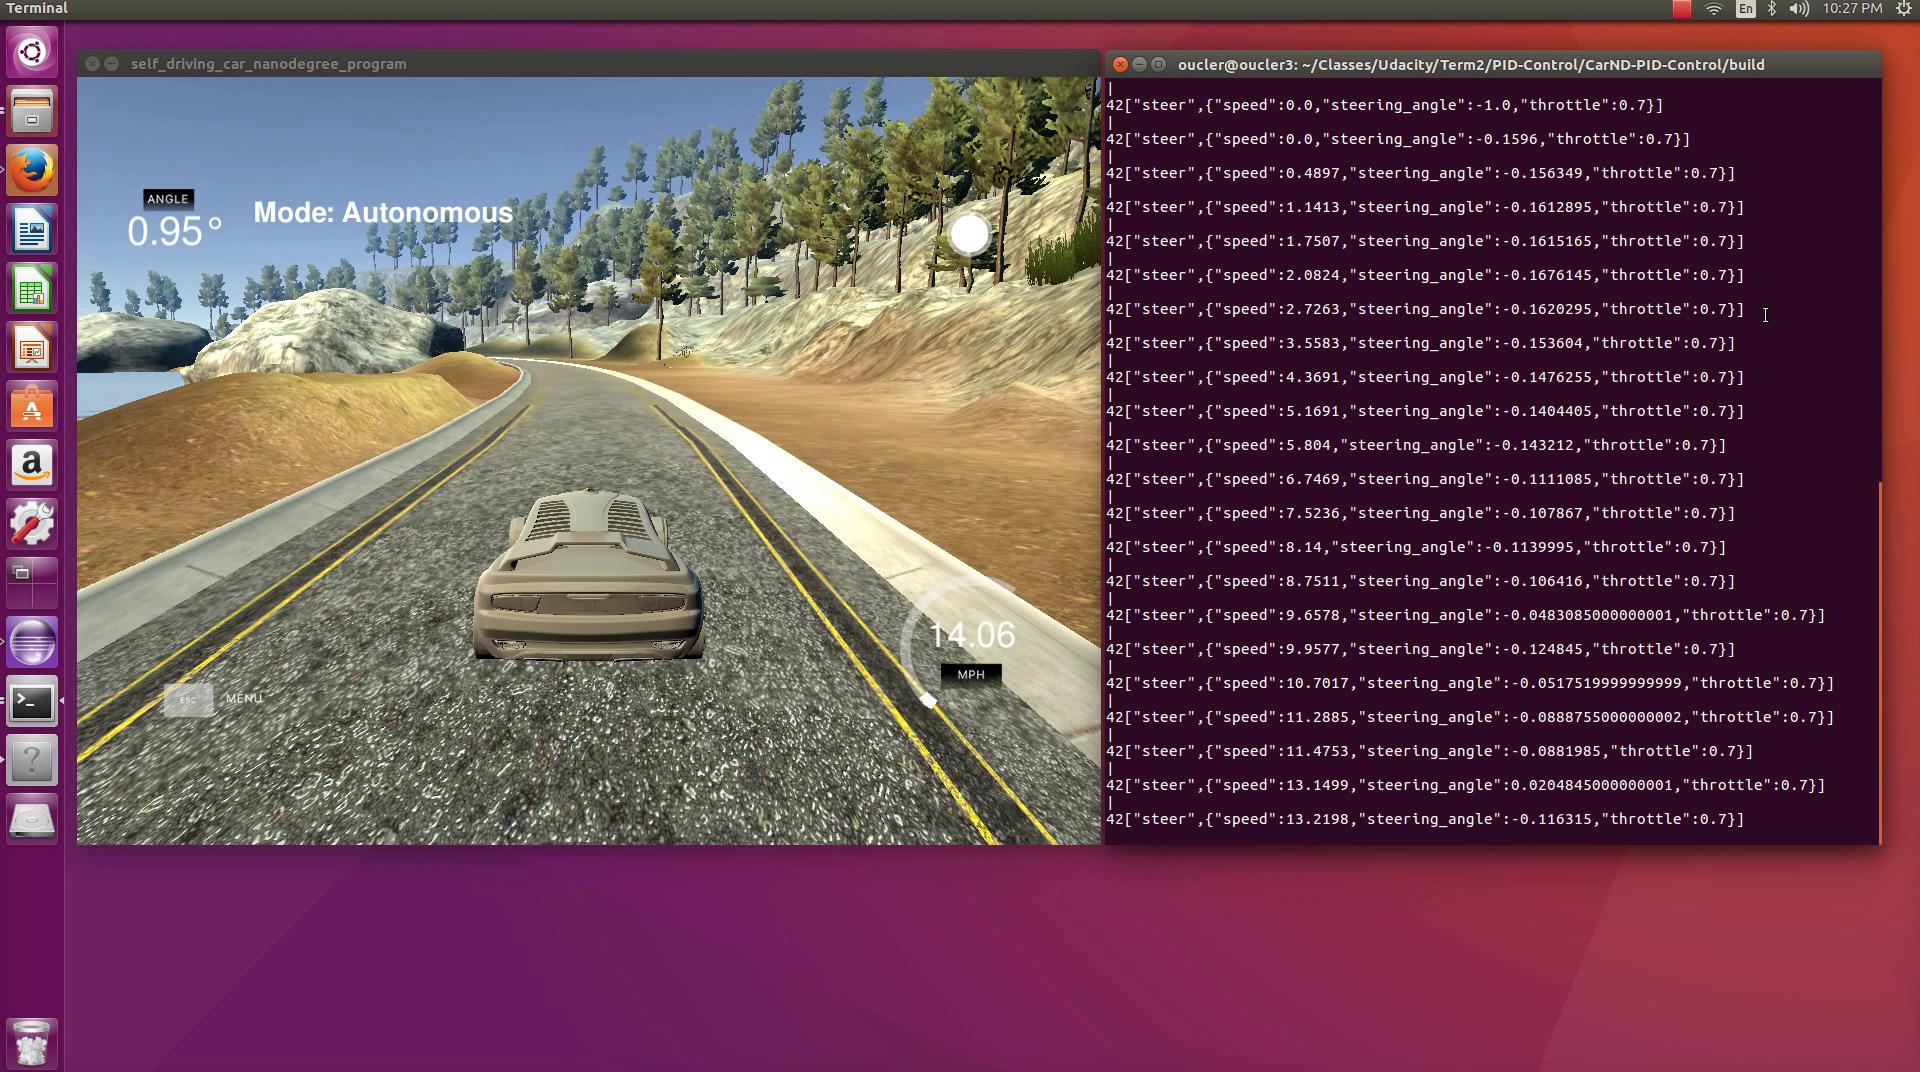 Terminal
En
10:27 PM
self_driving_car_nanodegree_program
ANGLE
0.95°
Mode: Autonomous
14.06
MPH
ESC
MENU
oucler@oucler3: ~/Classes/Udacity/Term2/PID-Control/CarND-PID-Control/build
|
42["steer",{"speed":0.0,"steering_angle":-1.0,"throttle":0.7}]
|
42["steer",{"speed":0.0,"steering_angle":-0.1596,"throttle":0.7}]
|
42["steer",{"speed":0.4897,"steering_angle":-0.156349,"throttle":0.7}]
|
42["steer",{"speed":1.1413,"steering_angle":-0.1612895,"throttle":0.7}]
|
42["steer",{"speed":1.7507,"steering_angle":-0.1615165,"throttle":0.7}]
|
42["steer",{"speed":2.0824,"steering_angle":-0.1676145,"throttle":0.7}]
|
42["steer",{"speed":2.7263,"steering_angle":-0.1620295,"throttle":0.7}]
|
42["steer",{"speed":3.5583,"steering_angle":-0.153604,"throttle":0.7}]
|
42["steer",{"speed":4.3691,"steering_angle":-0.1476255,"throttle":0.7}]
|
42["steer",{"speed":5.1691,"steering_angle":-0.1404405,"throttle":0.7}]
|
42["steer",{"speed":5.804,"steering_angle":-0.143212,"throttle":0.7}]
|
42["steer",{"speed":6.7469,"steering_angle":-0.1111085,"throttle":0.7}]
|
42["steer",{"speed":7.5236,"steering_angle":-0.107867,"throttle":0.7}]
|
42["steer",{"speed":8.14,"steering_angle":-0.1139995,"throttle":0.7}]
|
42["steer",{"speed":8.7511,"steering_angle":-0.106416,"throttle":0.7}]
|
42["steer",{"speed":9.6578,"steering_angle":-0.0483085000000001,"throttle":0.7}]
|
42["steer",{"speed":9.9577,"steering_angle":-0.124845,"throttle":0.7}]
|
42["steer",{"speed":10.7017,"steering_angle":-0.0517519999999999,"throttle":0.7}]
|
42["steer",{"speed":11.2885,"steering_angle":-0.0888755000000002,"throttle":0.7}]
|
42["steer",{"speed":11.4753,"steering_angle":-0.0881985,"throttle":0.7}]
|
42["steer",{"speed":13.1499,"steering_angle":0.0204845000000001,"throttle":0.7}]
|
42["steer",{"speed":13.2198,"steering_angle":-0.116315,"throttle":0.7}]